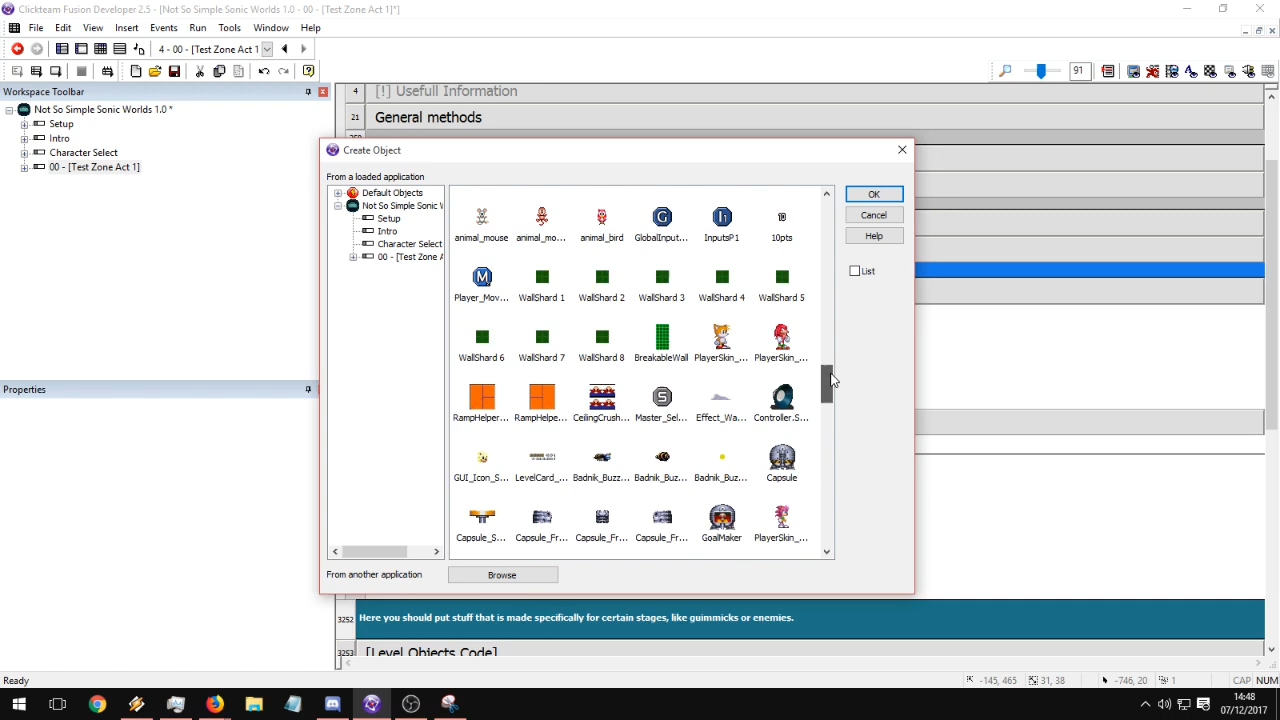 Clickteam Fusion Developer 2.5 - [Not So Simple Sonic Worlds 1.0 - 00 - [Test Zone Act 1]*]
File Edit View Insert Events Run Tools Window Help
4 - 00 - [Test Zone Act 1
91
Workspace Toolbar
Not So Simple Sonic Worlds 1.0 *
Setup
Intro
Character Select
00 - [Test Zone Act 1]
Properties
4 [!] Usefull Information
21 General methods
Create Object
From a loaded application
Default Objects
Not So Simple Sonic W
Setup
Intro
Character Select
00 - [Test Zone A
animal_mouse animal_mo... animal_bird GlobalInput... InputsP1 10pts
Player_Mov... WallShard 1 WallShard 2 WallShard 3 WallShard 4 WallShard 5
WallShard 6 WallShard 7 WallShard 8 BreakableWall PlayerSkin_... PlayerSkin_...
RampHelper... RampHelpe... CeilingCrush... Master_Sel... Effect_Wa... Controller.S...
GUI_Icon_S... LevelCard_... Badnik_Buzz... Badnik_Buz... Badnik_Buz... Capsule
Capsule_S... Capsule_Fr... Capsule_Fr... Capsule_Fr... GoalMaker PlayerSkin_...
OK
Cancel
Help
List
From another application Browse
3252 Here you should put stuff that is made specifically for certain stages, like guimmicks or enemies.
3253 [Level Objects Code]
Ready
-145, 465 31, 38 -746, 20 1 CAP NUM
14:48
07/12/2017